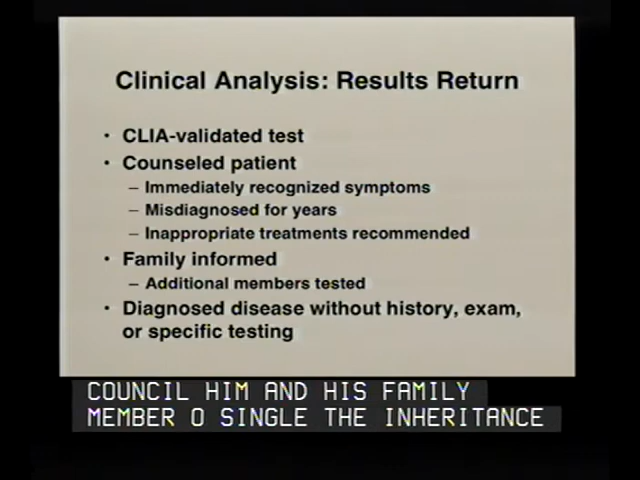 Clinical Analysis: Results Return
• CLIA-validated test
• Counseled patient
– Immediately recognized symptoms
– Misdiagnosed for years
– Inappropriate treatments recommended
• Family informed
– Additional members tested
• Diagnosed disease without history, exam,
or specific testing
COUNCIL HIM AND HIS FAMILY
MEMBER O SINGLE THE INHERITANCE